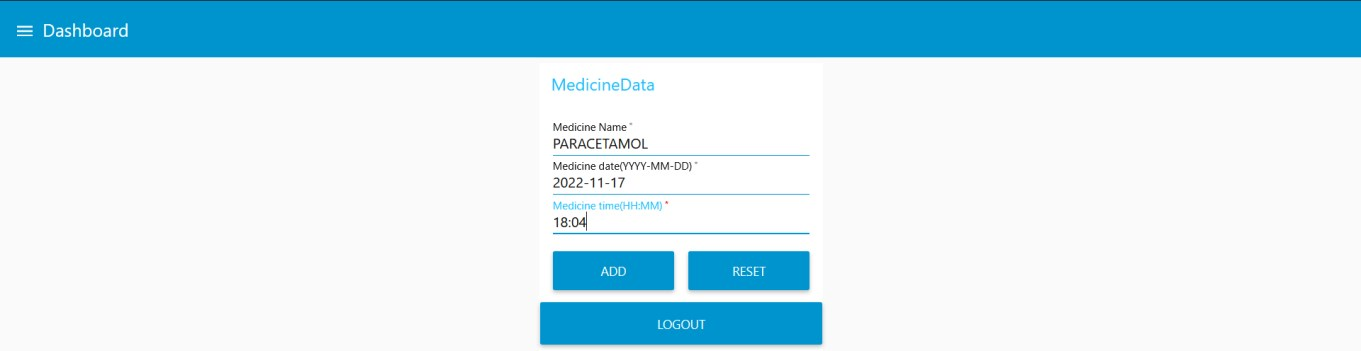 Dashboard
MedicineData
Medicine Name *
PARACETAMOL
Medicine date(YYYY-MM-DD) *
2022-11-17
Medicine time(HH:MM) *
18:04
ADD RESET
LOGOUT